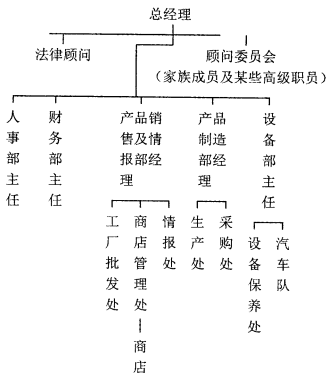 总经理
法律顾问
顾问委员会
（家族成员及某些高级职员）
人事部主任
财务部主任
产品销售及情报部经理
产品制造部经理
设备部主任
工厂批发处
商店管理处—商店
情报处
生产处
采购处
设备保养处
汽车队